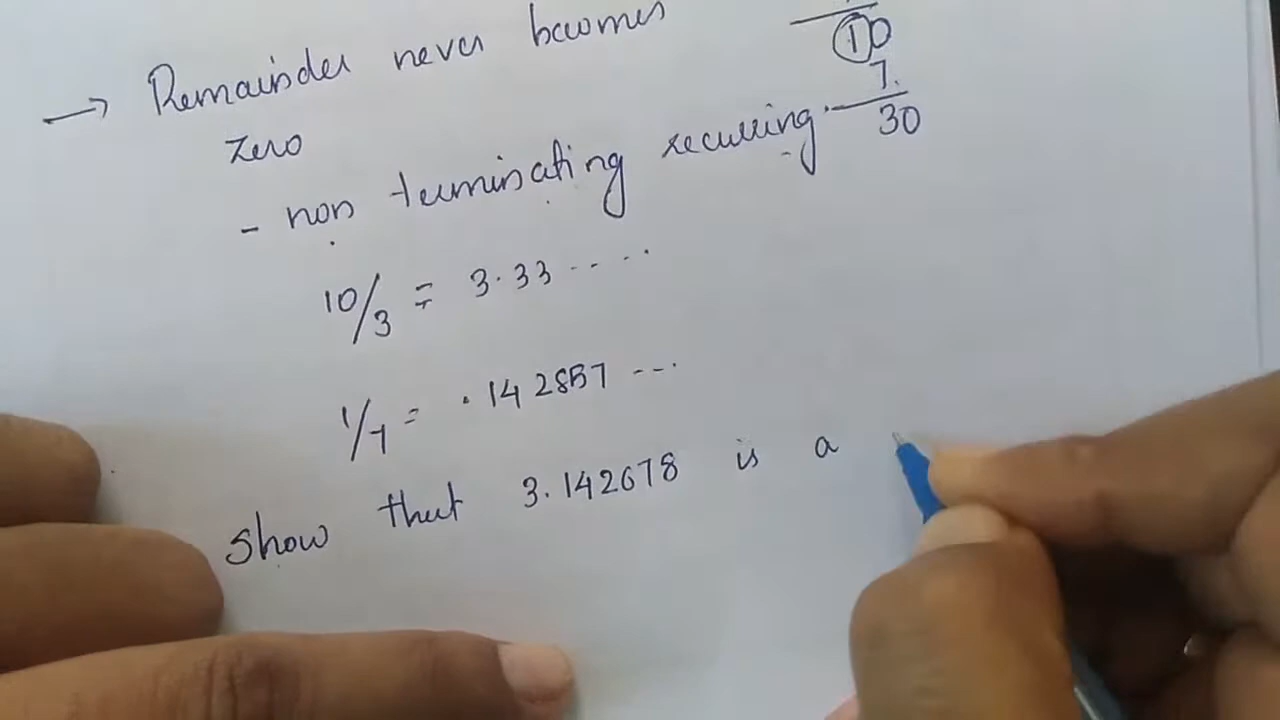 → Remainder never becomes
zero
- non terminating recurring.
10/3 = 3.33.....
1/7 = .142857 ---
show that 3.142678 is a
10
7.
30